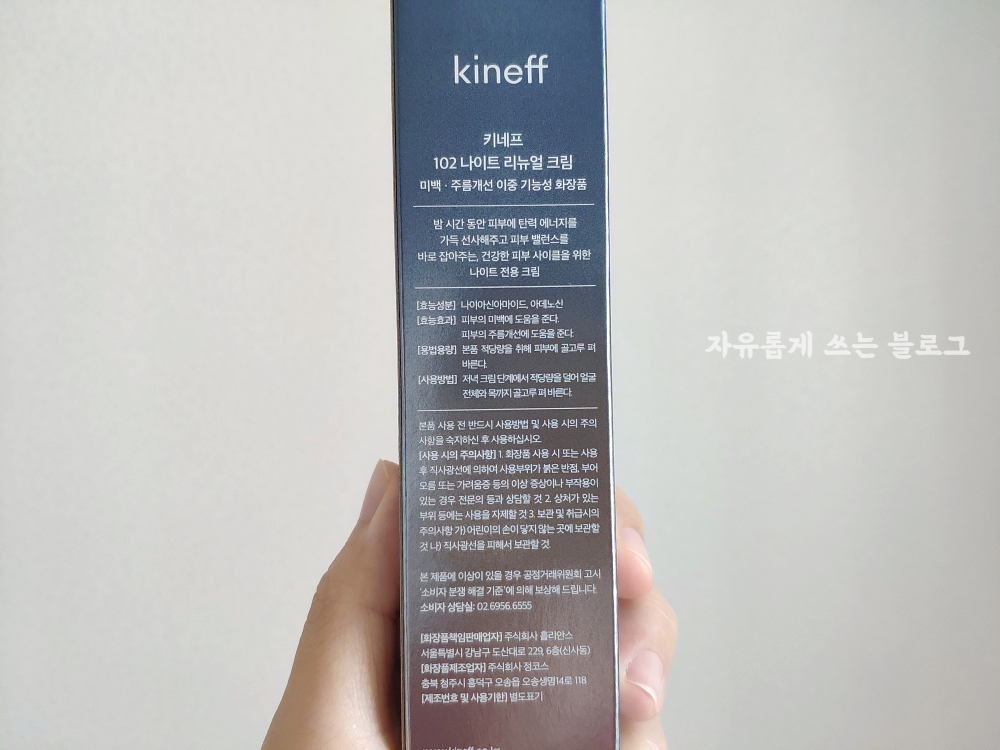 kineff
키네프
102 나이트 리뉴얼 크림
미백 · 주름개선 이중 기능성 화장품
밤 시간 동안 피부에 탄력 에너지를
가득 선사해주고 피부 밸런스를
바로 잡아주는, 건강한 피부 사이클을 위한
나이트 전용 크림
[효능성분] 나이아신아마이드, 아데노신
[효능효과] 피부의 미백에 도움을 준다.
피부의 주름개선에 도움을 준다.
[용법용량] 본품 적당량을 취해 피부에 골고루 펴
바른다.
[사용방법] 저녁 크림 단계에서 적당량을 덜어 얼굴
전체와 목까지 골고루 펴 바른다.
본품 사용 전 반드시 사용방법 및 사용 시의 주의
사항을 숙지하신 후 사용하십시오.
[사용 시의 주의사항] 1. 화장품 사용 시 또는 사용
후 직사광선에 의하여 사용부위가 붉은 반점, 부어
오름 또는 가려움증 등의 이상 증상이나 부작용이
있는 경우 전문의 등과 상담할 것 2. 상처가 있는
부위 등에는 사용을 자제할 것 3. 보관 및 취급시의
주의사항 가) 어린이의 손이 닿지 않는 곳에 보관할
것 나) 직사광선을 피해서 보관할 것.
본 제품에 이상이 있을 경우 공정거래위원회 고시
'소비자 분쟁 해결 기준'에 의해 보상해 드립니다.
소비자 상담실: 02.6956.6555
[화장품책임판매업자] 주식회사 홀리안스
서울특별시 강남구 도산대로 229, 6층(신사동)
[화장품제조업자] 주식회사 정코스
충북 청주시 흥덕구 오송읍 오송생명14로 118
[제조번호 및 사용기한] 별도표기
www.kineff.co.kr
자유롭게 쓰는 블로그